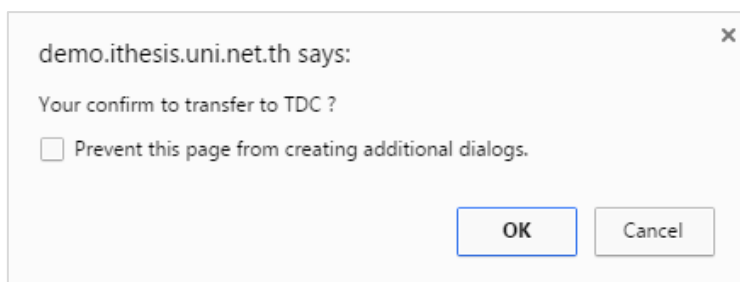 demo.ithesis.uni.net.th says:
Your confirm to transfer to TDC ?
Prevent this page from creating additional dialogs.
OK Cancel